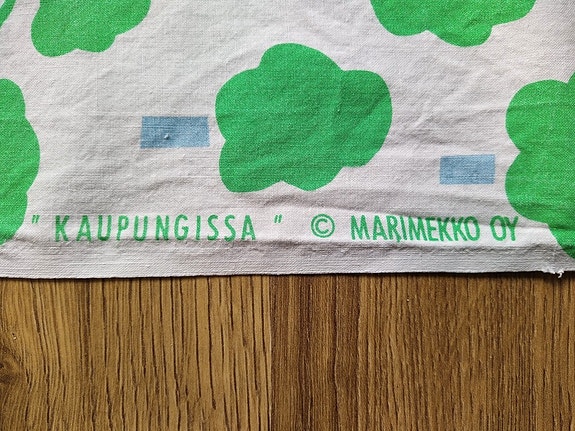 " KAUPUNGISSA " © MARIMEKKO OY